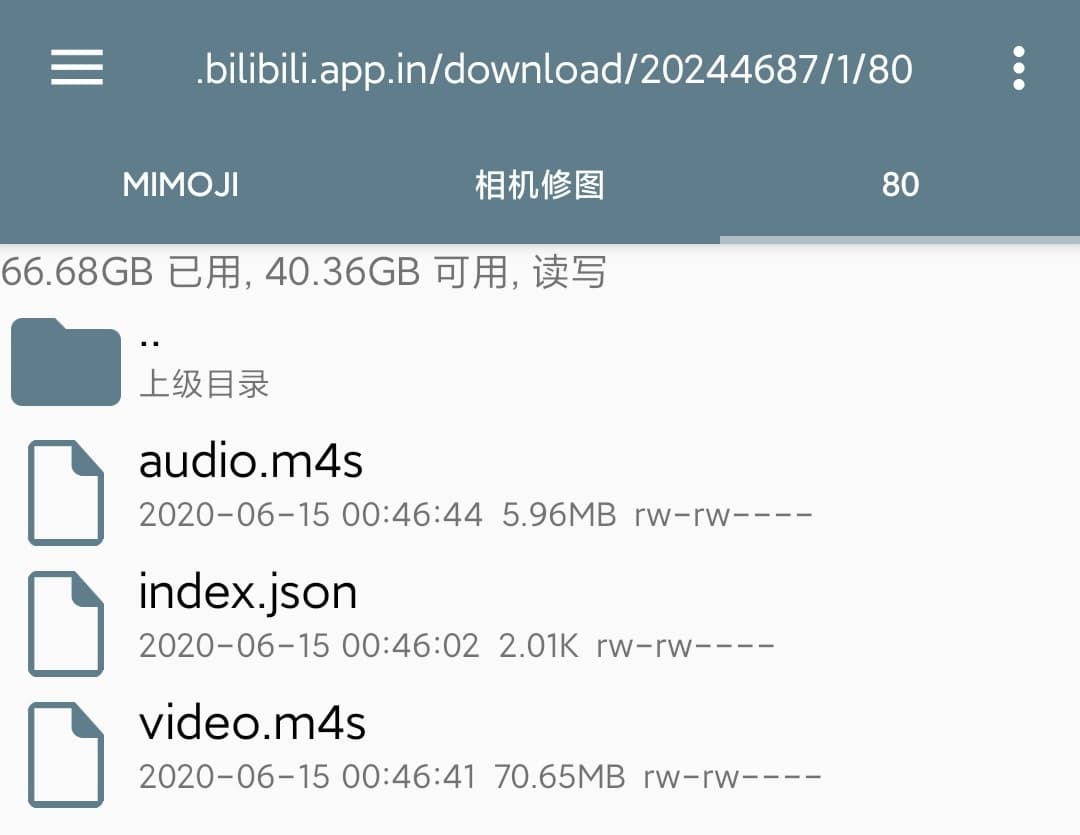 .bilibili.app.in/download/20244687/1/80
MIMOJI 相机修图 80
66.68GB 已用, 40.36GB 可用, 读写
..
上级目录
audio.m4s
2020-06-15 00:46:44 5.96MB rw-rw----
index.json
2020-06-15 00:46:02 2.01K rw-rw----
video.m4s
2020-06-15 00:46:41 70.65MB rw-rw----